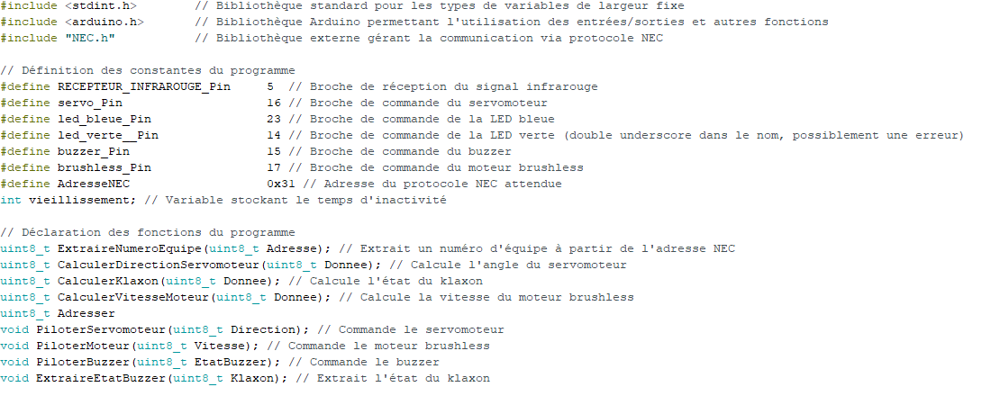 #include <stdint.h>        // Bibliothèque standard pour les types de variables de largeur fixe
#include <arduino.h>       // Bibliothèque Arduino permettant l'utilisation des entrées/sorties et autres fonctions
#include "NEC.h"           // Bibliothèque externe gérant la communication via protocole NEC

// Définition des constantes du programme
#define RECEPTEUR_INFRAROUGE_Pin     5  // Broche de réception du signal infrarouge
#define servo_Pin                    16 // Broche de commande du servomoteur
#define led_bleue_Pin                23 // Broche de commande de la LED bleue
#define led_verte__Pin               14 // Broche de commande de la LED verte (double underscore dans le nom, possiblement une erreur)
#define buzzer_Pin                   15 // Broche de commande du buzzer
#define brushless_Pin                17 // Broche de commande du moteur brushless
#define AdresseNEC                   0x31 // Adresse du protocole NEC attendue
int vieillissement; // Variable stockant le temps d'inactivité

// Déclaration des fonctions du programme
uint8_t ExtraireNumeroEquipe(uint8_t Adresse); // Extrait un numéro d'équipe à partir de l'adresse NEC
uint8_t CalculerDirectionServomoteur(uint8_t Donnee); // Calcule l'angle du servomoteur
uint8_t CalculerKlaxon(uint8_t Donnee); // Calcule l'état du klaxon
uint8_t CalculerVitesseMoteur(uint8_t Donnee); // Calcule la vitesse du moteur brushless
uint8_t Adresser
void PiloterServomoteur(uint8_t Direction); // Commande le servomoteur
void PiloterMoteur(uint8_t Vitesse); // Commande le moteur brushless
void PiloterBuzzer(uint8_t EtatBuzzer); // Commande le buzzer
void ExtraireEtatBuzzer(uint8_t Klaxon); // Extrait l'état du klaxon